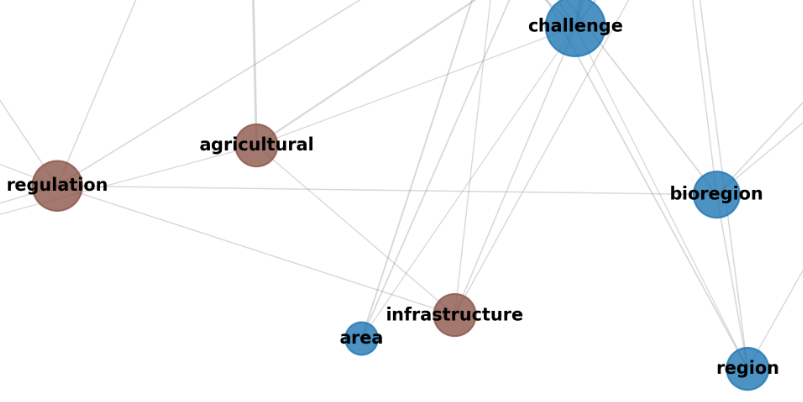 challenge
agricultural
regulation
bioregion
infrastructure
area
region